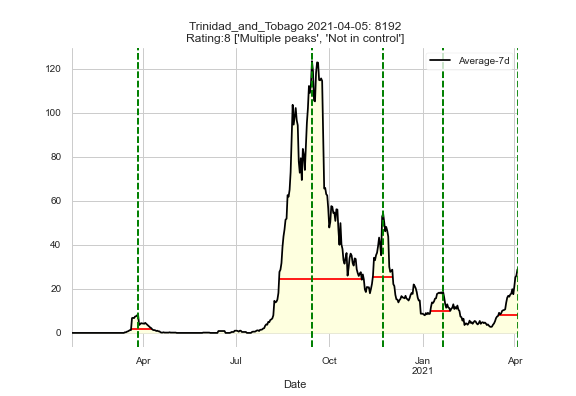 Trinidad_and_Tobago 2021-04-05: 8192
Rating:8 ['Multiple peaks', 'Not in control']
Average-7d
120
100
80
60
40
20
0
Apr Jul Oct Jan Apr
2021
Date